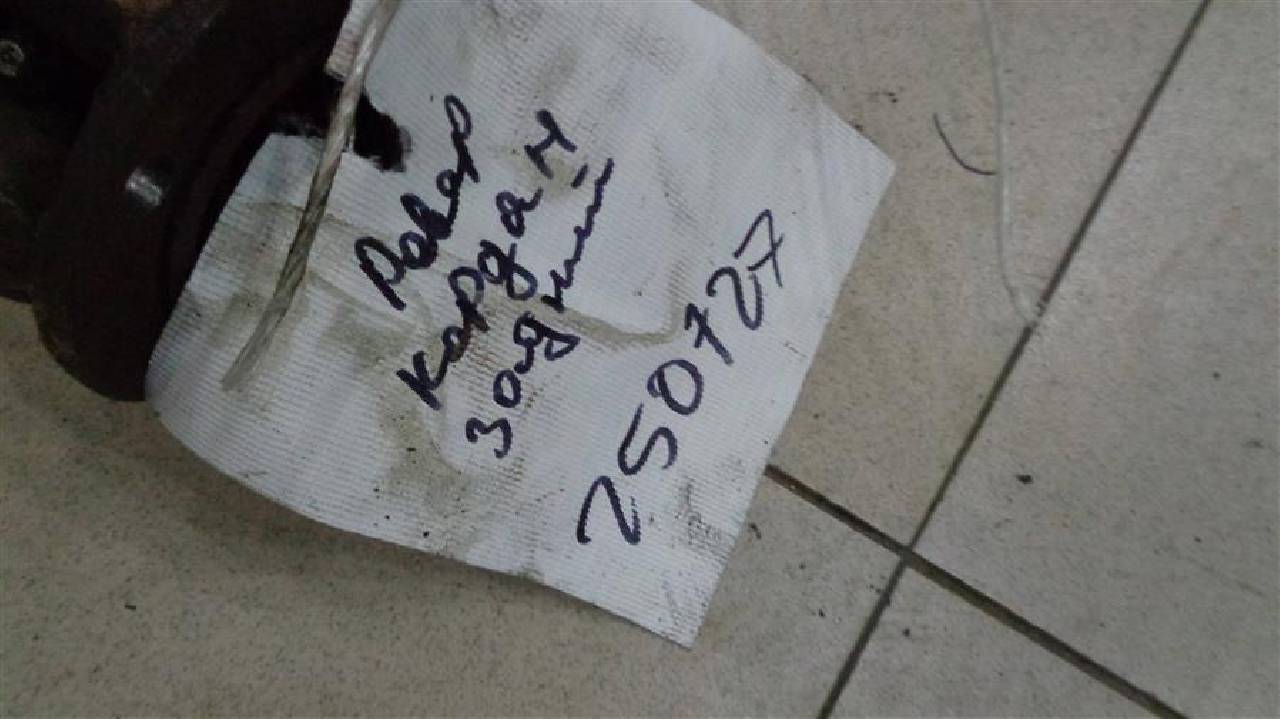 Ровер
кардан
задний
250727